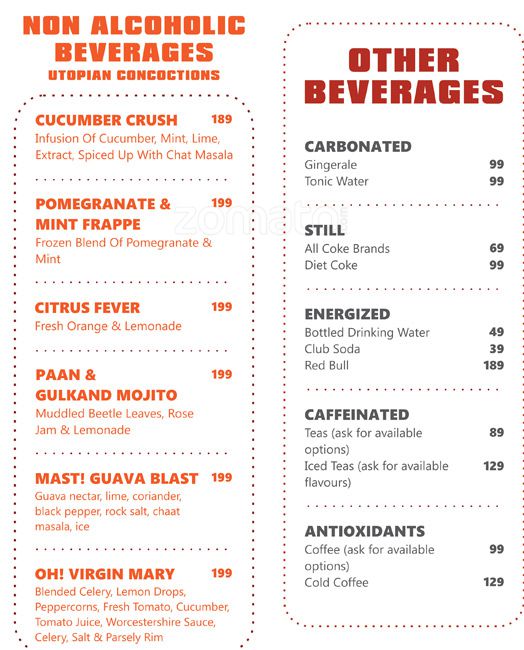 NON ALCOHOLIC
BEVERAGES
UTOPIAN CONCOCTIONS
CUCUMBER CRUSH 189
Infusion Of Cucumber, Mint, Lime,
Extract, Spiced Up With Chat Masala
POMEGRANATE & 199
MINT FRAPPE
Frozen Blend Of Pomegranate &
Mint
CITRUS FEVER 199
Fresh Orange & Lemonade
PAAN & 199
GULKAND MOJITO
Muddled Beetle Leaves, Rose
Jam & Lemonade
MAST! GUAVA BLAST 199
Guava nectar, lime, coriander,
black pepper, rock salt, chaat
masala, ice
OH! VIRGIN MARY 199
Blended Celery, Lemon Drops,
Peppercorns, Fresh Tomato, Cucumber,
Tomato Juice, Worcestershire Sauce,
Celery, Salt & Parsely Rim
OTHER
BEVERAGES
CARBONATED
Gingerale 99
Tonic Water 99
STILL
All Coke Brands 69
Diet Coke 99
ENERGIZED
Bottled Drinking Water 49
Club Soda 39
Red Bull 189
CAFFEINATED
Teas (ask for available 89
options)
Iced Teas (ask for available 129
flavours)
ANTIOXIDANTS
Coffee (ask for available 99
options)
Cold Coffee 129
zomato.com